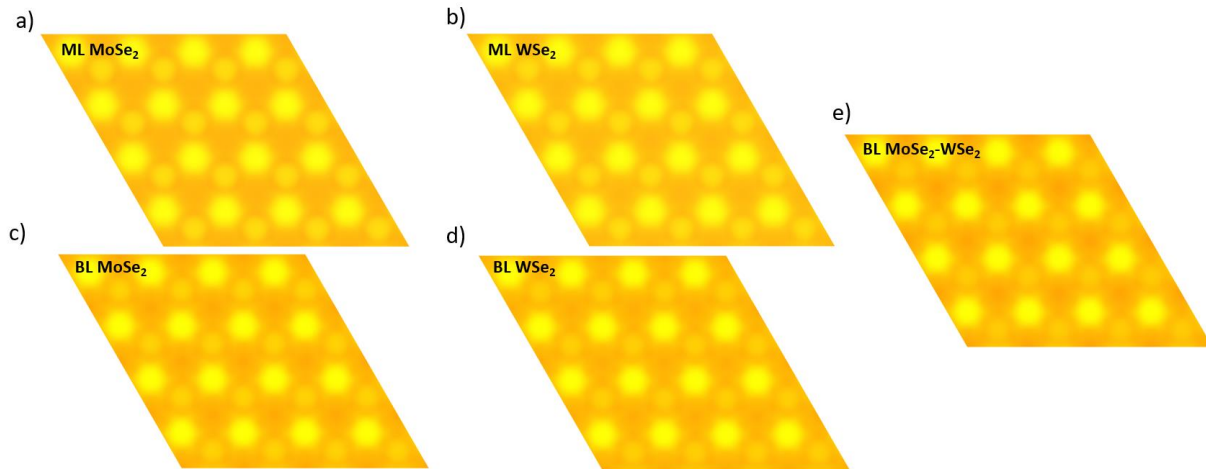 a)
ML MoSe₂
b)
ML WSe₂
c)
BL MoSe₂
d)
BL WSe₂
e)
BL MoSe₂-WSe₂